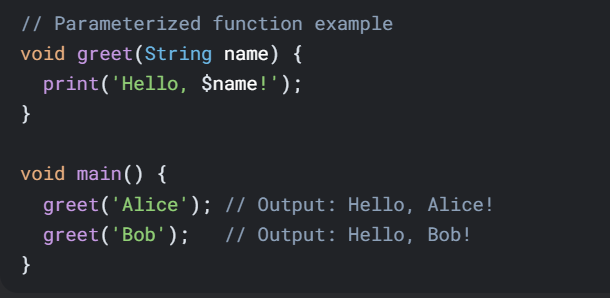 // Parameterized function example
void greet(String name) {
  print('Hello, $name!');
}

void main() {
  greet('Alice'); // Output: Hello, Alice!
  greet('Bob');   // Output: Hello, Bob!
}